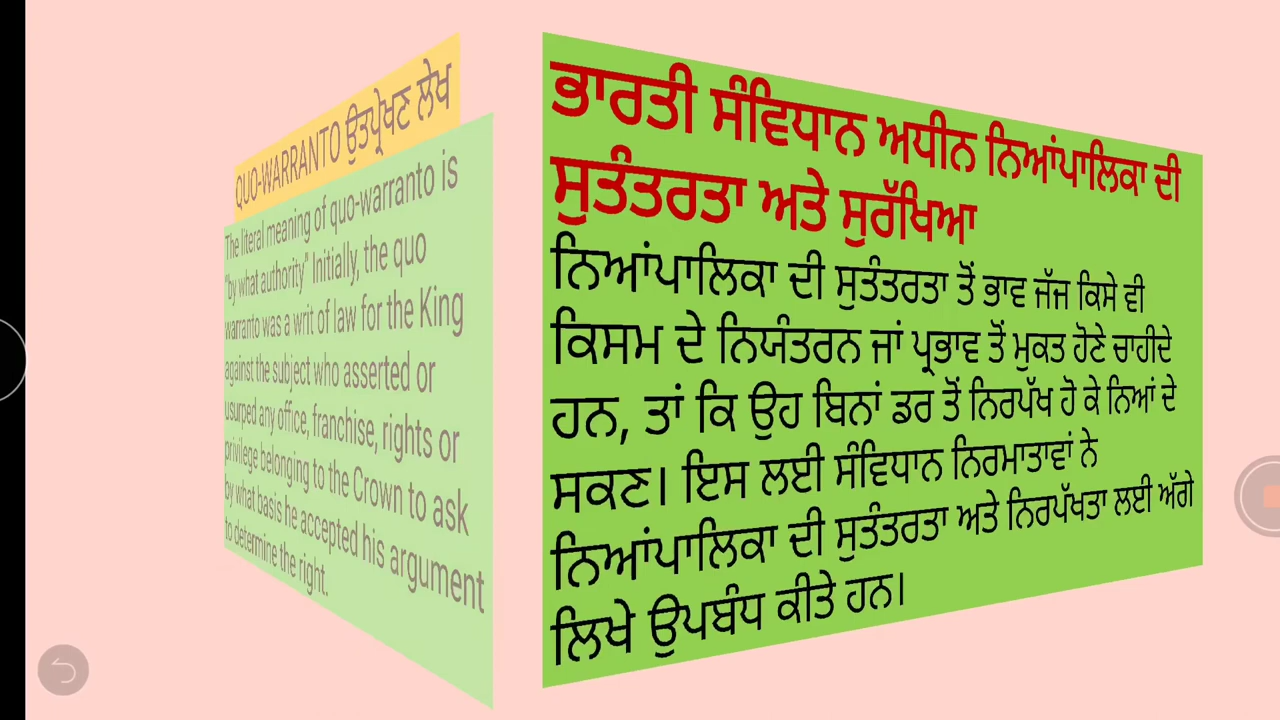 QUO-WARRANTO ਉਤਪ੍ਰੇਖਣ ਲੇਖ
The literal meaning of quo-warranto is
"by what authority" Initially, the quo
warranto was a writ of law for the King
against the subject who asserted or
usurped any office, franchise, rights or
privilege belonging to the Crown to ask
by what basis he accepted his argument
to determine the right.
ਭਾਰਤੀ ਸੰਵਿਧਾਨ ਅਧੀਨ ਨਿਆਂਪਾਲਿਕਾ ਦੀ
ਸੁਤੰਤਰਤਾ ਅਤੇ ਸੁਰੱਖਿਆ
ਨਿਆਂਪਾਲਿਕਾ ਦੀ ਸੁਤੰਤਰਤਾ ਤੋਂ ਭਾਵ ਜੱਜ ਕਿਸੇ ਵੀ
ਕਿਸਮ ਦੇ ਨਿਯੰਤਰਨ ਜਾਂ ਪ੍ਰਭਾਵ ਤੋਂ ਮੁਕਤ ਹੋਣੇ ਚਾਹੀਦੇ
ਹਨ, ਤਾਂ ਕਿ ਉਹ ਬਿਨਾਂ ਡਰ ਤੋਂ ਨਿਰਪੱਖ ਹੋ ਕੇ ਨਿਆਂ ਦੇ
ਸਕਣ। ਇਸ ਲਈ ਸੰਵਿਧਾਨ ਨਿਰਮਾਤਾਵਾਂ ਨੇ
ਨਿਆਂਪਾਲਿਕਾ ਦੀ ਸੁਤੰਤਰਤਾ ਅਤੇ ਨਿਰਪੱਖਤਾ ਲਈ ਅੱਗੇ
ਲਿਖੇ ਉਪਬੰਧ ਕੀਤੇ ਹਨ।